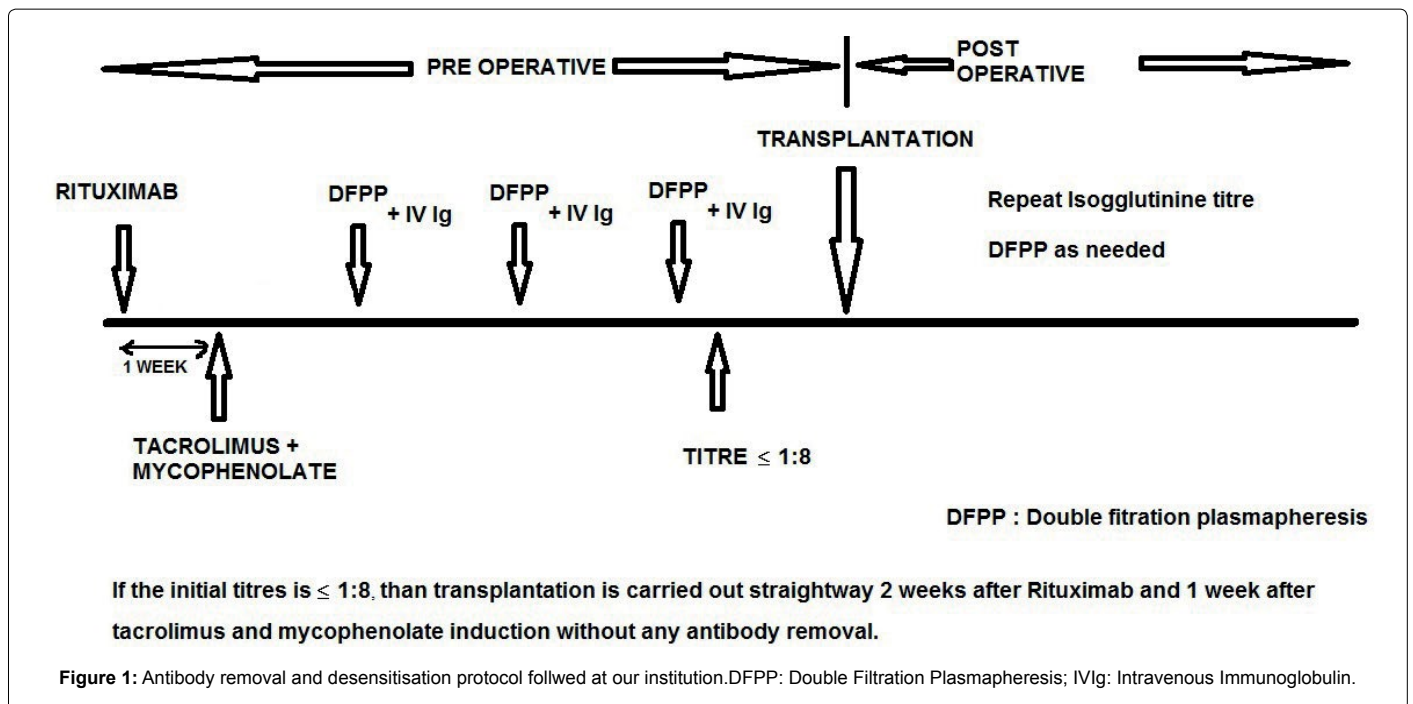 PRE OPERATIVE
POST
OPERATIVE
TRANSPLANTATION
RITUXIMAB
DFPP + IV Ig
DFPP + IV Ig
DFPP + IV Ig
Repeat Isogglutinine titre
DFPP as needed
1 WEEK
TACROLIMUS +
MYCOPHENOLATE
TITRE ≤ 1:8
DFPP : Double fitration plasmapheresis
If the initial titres is ≤ 1:8, than transplantation is carried out straightway 2 weeks after Rituximab and 1 week after
tacrolimus and mycophenolate induction without any antibody removal.
Figure 1: Antibody removal and desensitisation protocol follwed at our institution.DFPP: Double Filtration Plasmapheresis; IVIg: Intravenous Immunoglobulin.